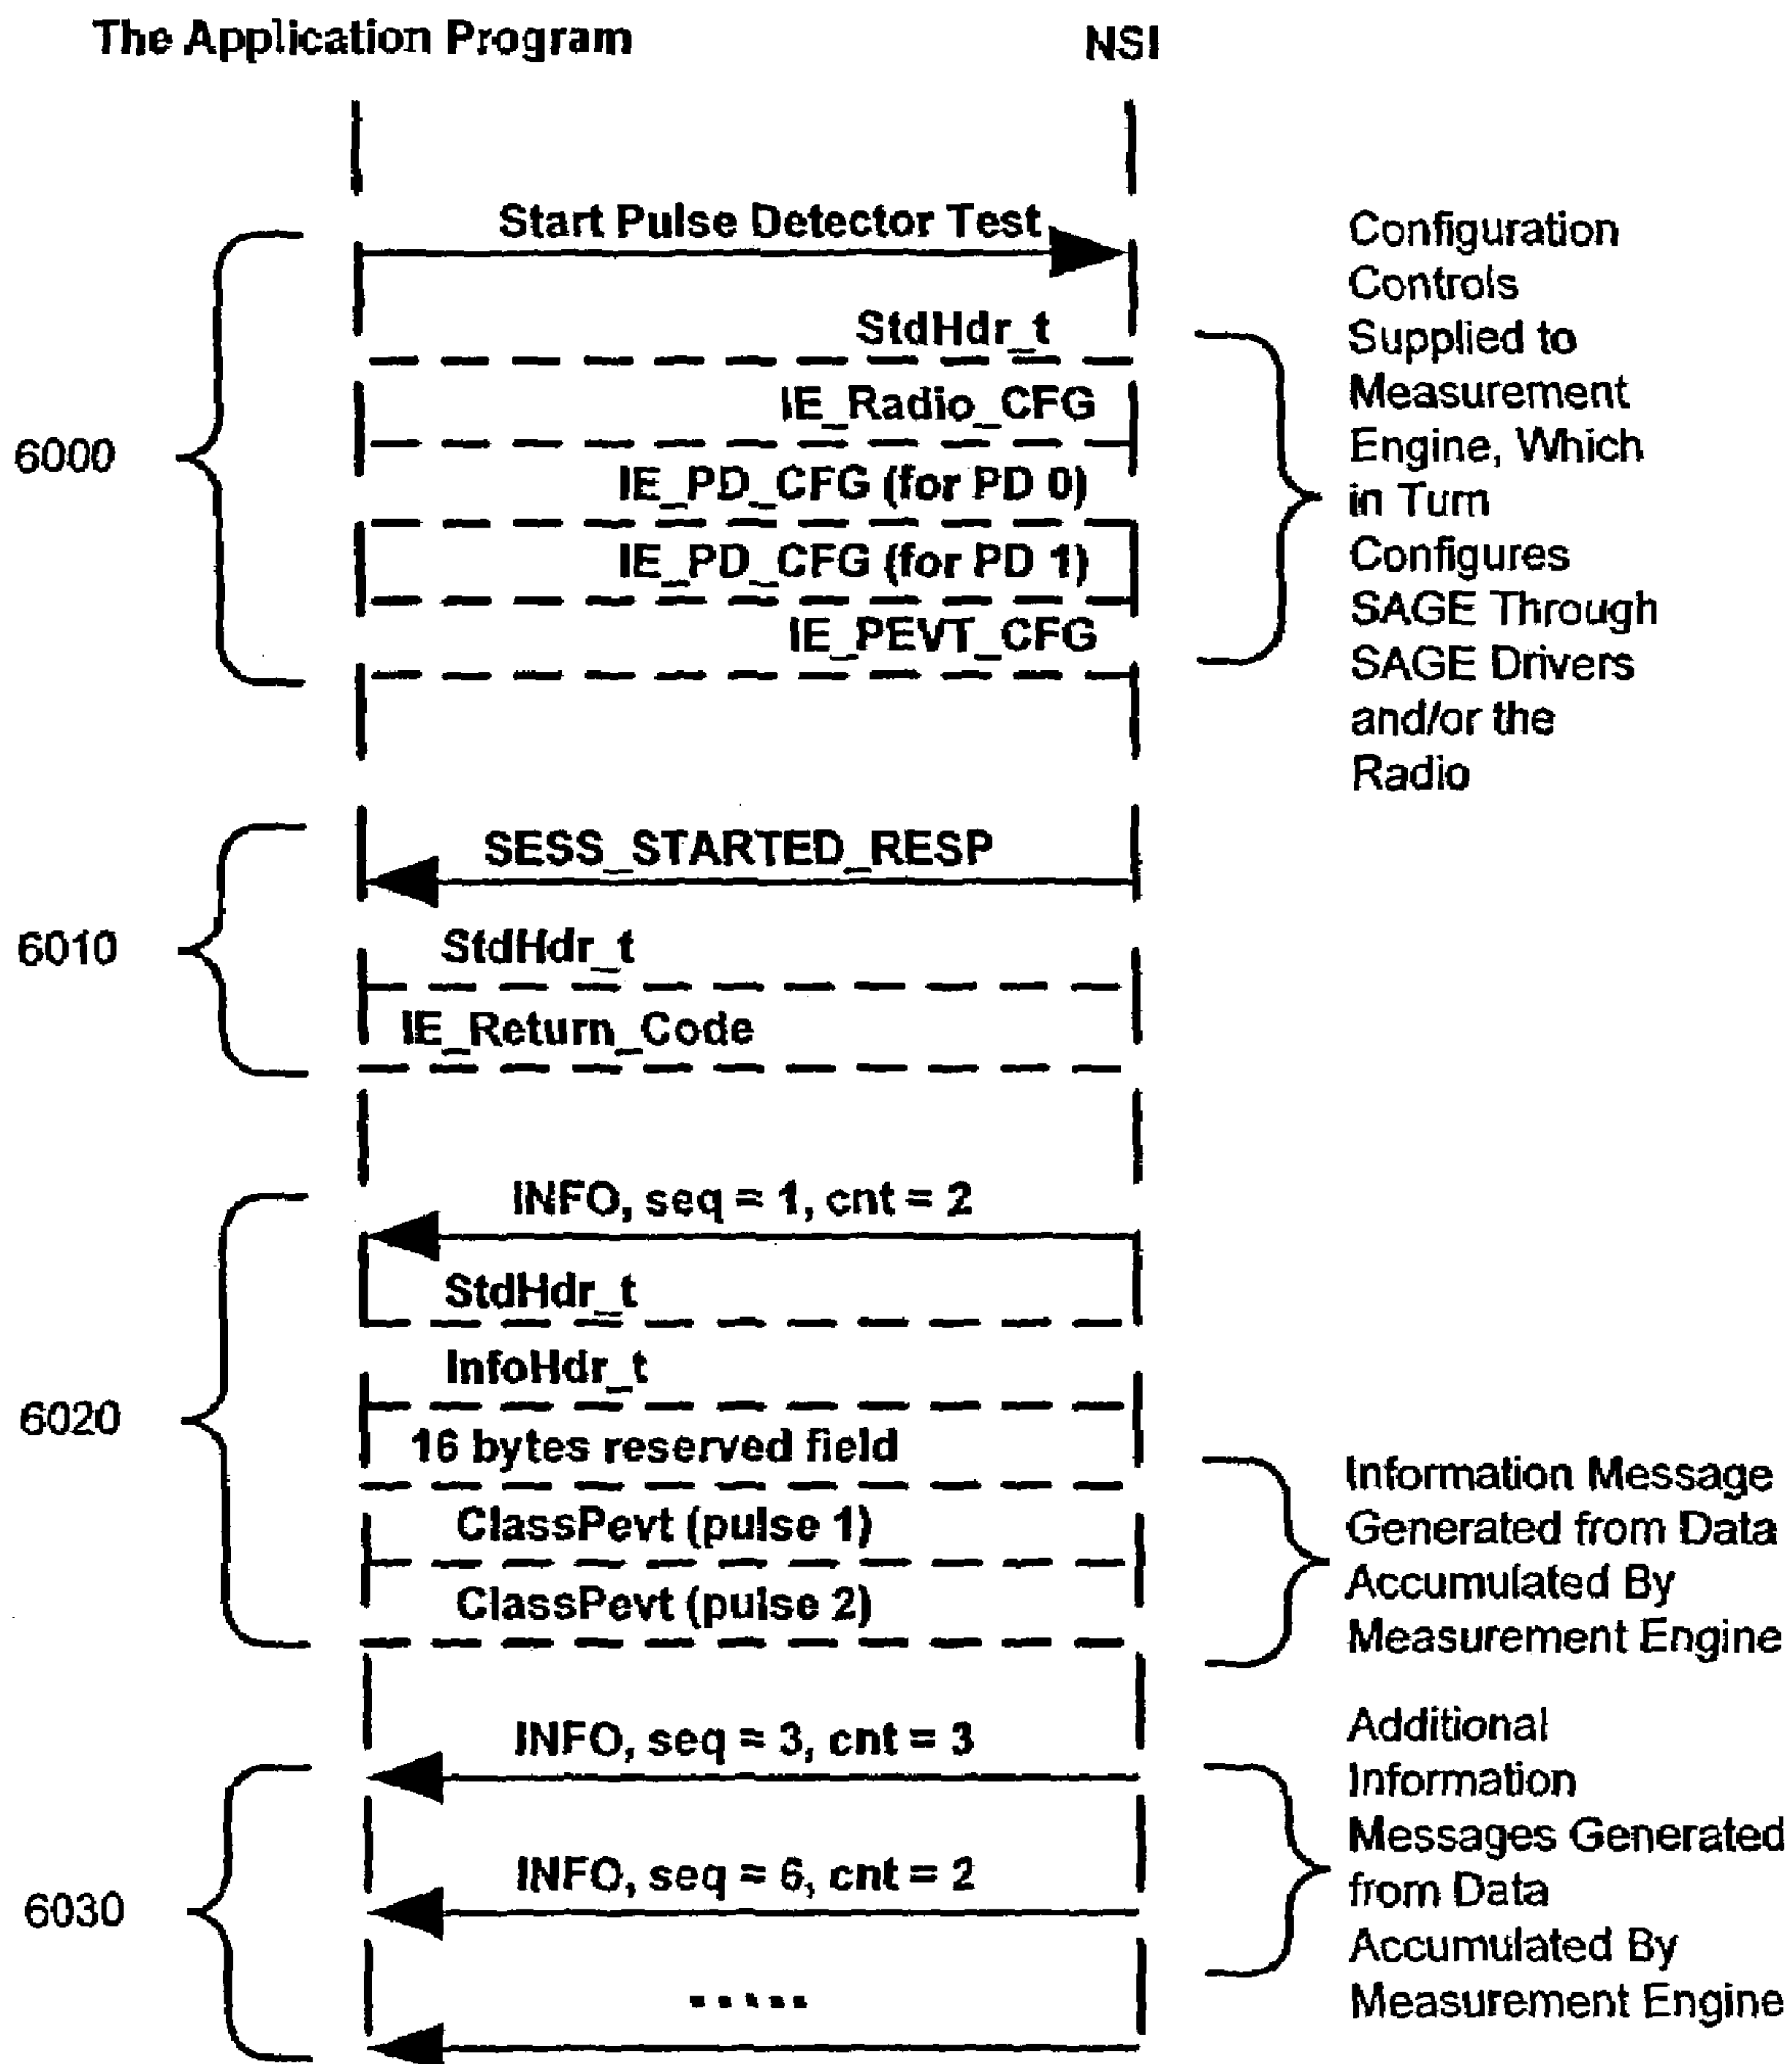 The Application Program
NSI
Start Pulse Detector Test
StdHdr_t
IE_Radio_CFG
IE_PD_CFG (for PD 0)
IE_PD_CFG (for PD 1)
IE_PEVT_CFG
6000
Configuration
Controls
Supplied to
Measurement
Engine, Which
in Turn
Configures
SAGE Through
SAGE Drivers
and/or the
Radio
SESS_STARTED_RESP
StdHdr_t
IE_Return_Code
6010
INFO, seq = 1, cnt = 2
StdHdr_t
InfoHdr_t
16 bytes reserved field
ClassPevt (pulse 1)
ClassPevt (pulse 2)
6020
Information Message
Generated from Data
Accumulated By
Measurement Engine
INFO, seq = 3, cnt = 3
INFO, seq = 6, cnt = 2
.....
6030
Additional
Information
Messages Generated
from Data
Accumulated By
Measurement Engine